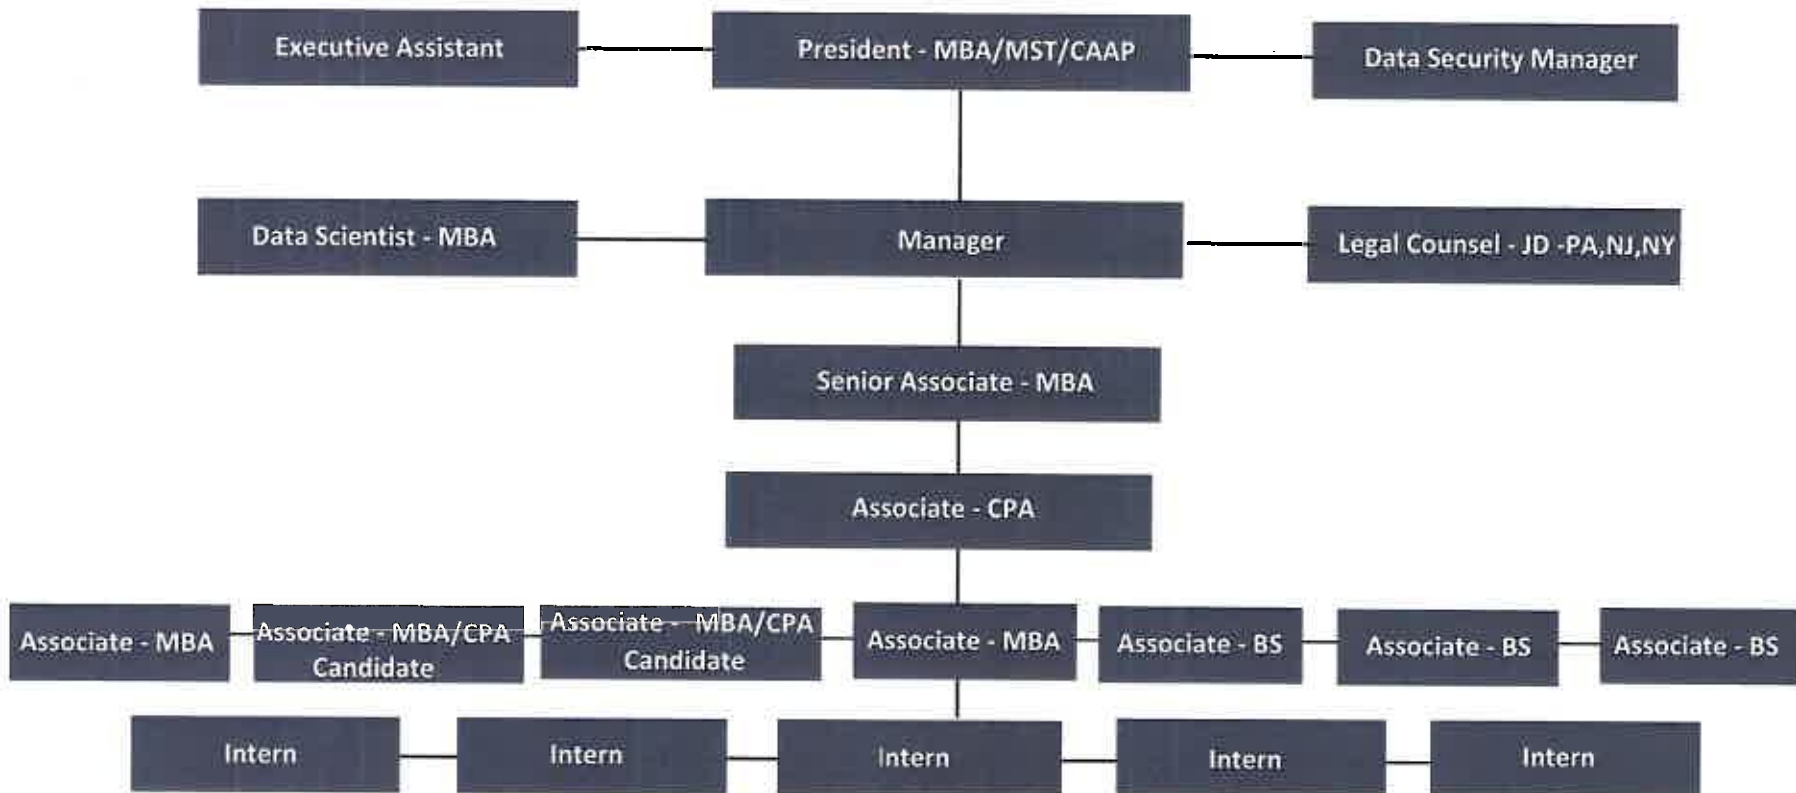 Executive Assistant
President - MBA/MST/CAAP
Data Security Manager
Data Scientist - MBA
Manager
Legal Counsel - JD -PA,NJ,NY
Senior Associate - MBA
Associate - CPA
Associate - MBA
Associate - MBA/CPA
Candidate
Associate - MBA/CPA
Candidate
Associate - MBA
Associate - BS
Associate - BS
Associate - BS
Intern
Intern
Intern
Intern
Intern